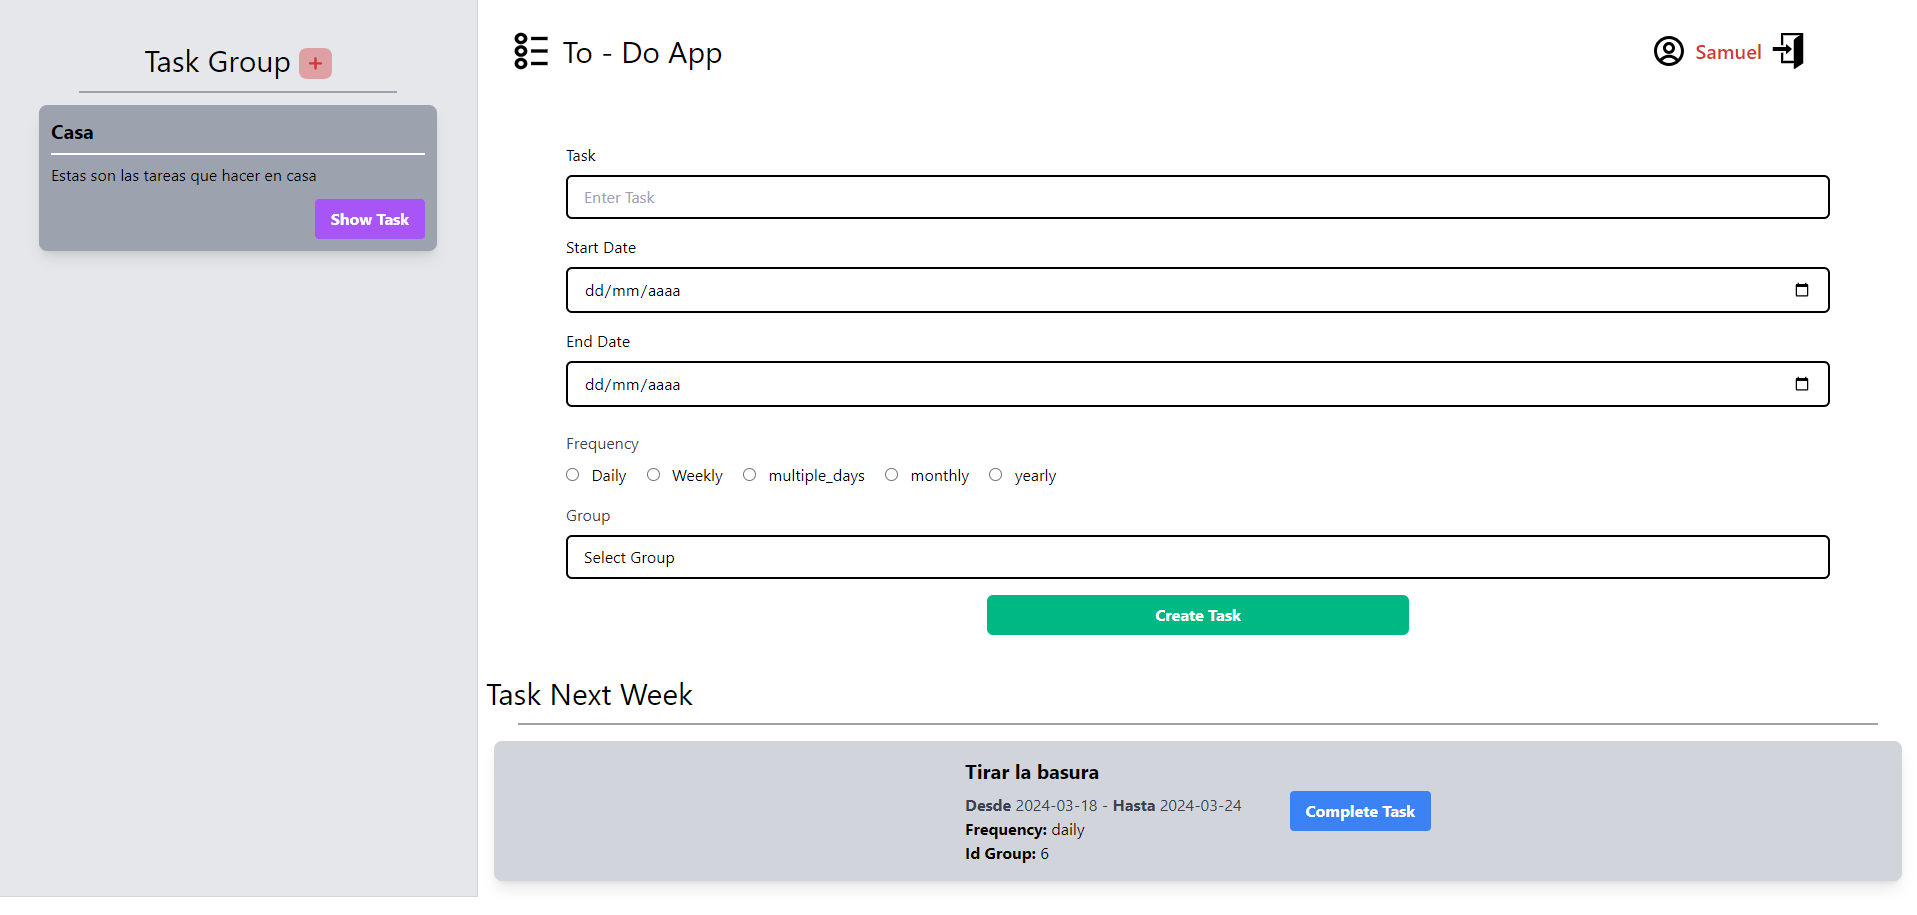 Task Group +
Casa
Estas son las tareas que hacer en casa
Show Task
To - Do App
Samuel
Task
Enter Task
Start Date
dd/mm/aaaa
End Date
dd/mm/aaaa
Frequency
Daily Weekly multiple_days monthly yearly
Group
Select Group
Create Task
Task Next Week
Tirar la basura
Desde 2024-03-18 - Hasta 2024-03-24
Frequency: daily
Id Group: 6
Complete Task